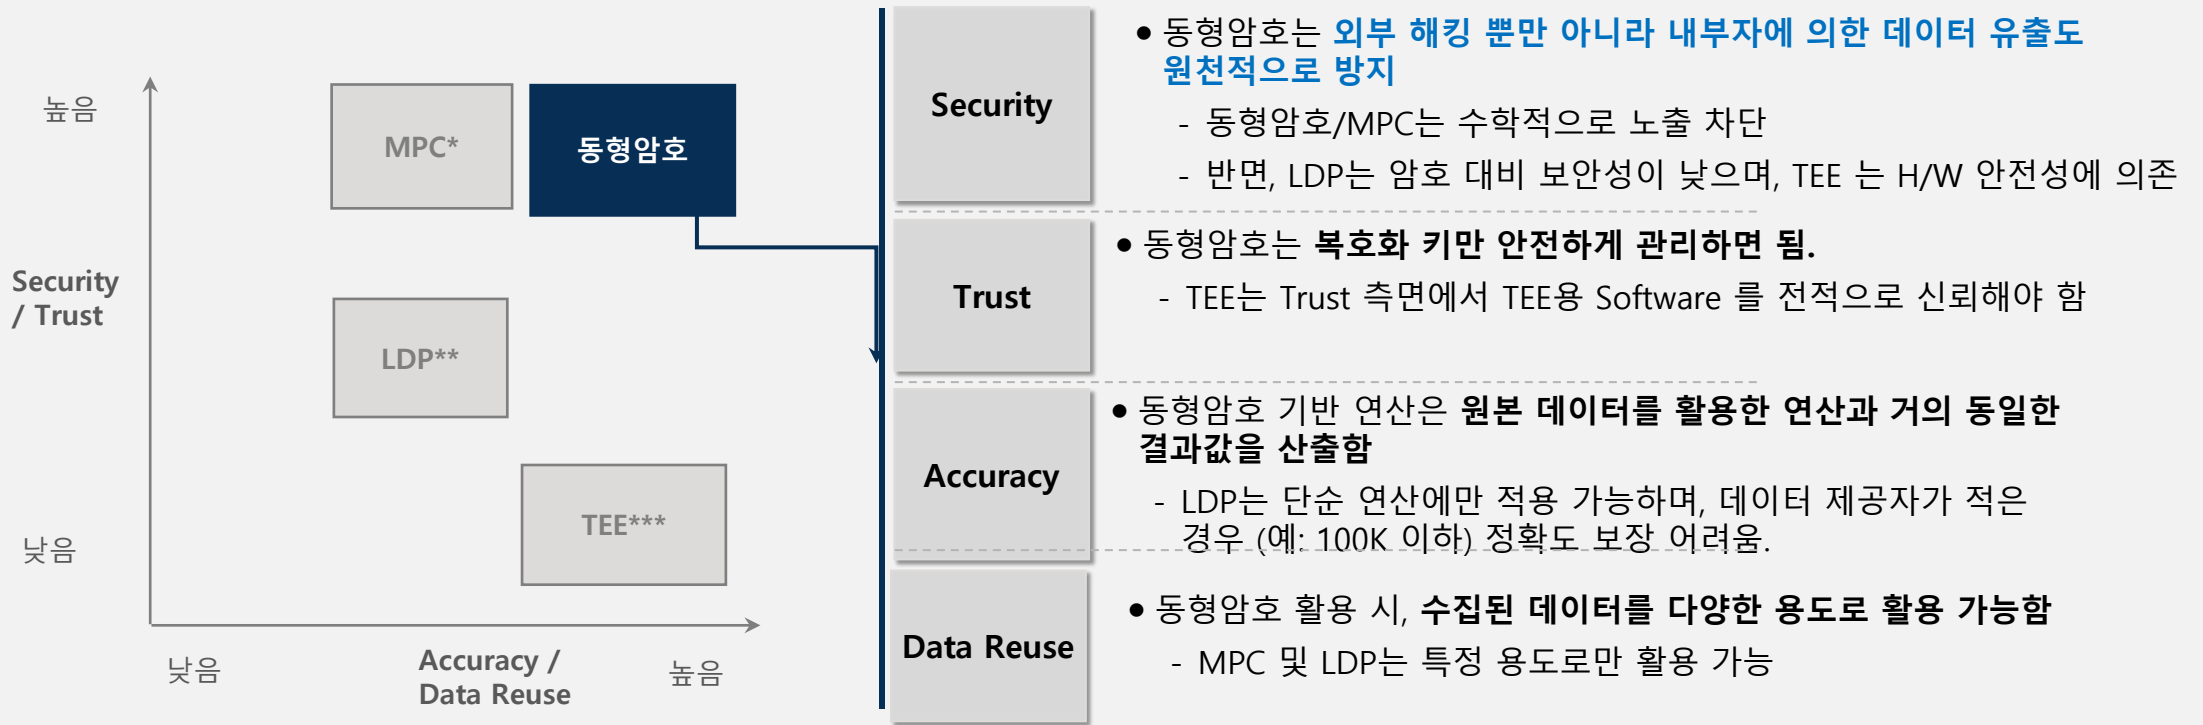 높음
MPC*
동형암호
Security
/ Trust
LDP**
TEE***
낮음
낮음
Accuracy /
Data Reuse
높음
Security
• 동형암호는 외부 해킹 뿐만 아니라 내부자에 의한 데이터 유출도
원천적으로 방지
- 동형암호/MPC는 수학적으로 노출 차단
- 반면, LDP는 암호 대비 보안성이 낮으며, TEE 는 H/W 안전성에 의존
Trust
• 동형암호는 복호화 키만 안전하게 관리하면 됨.
- TEE는 Trust 측면에서 TEE용 Software 를 전적으로 신뢰해야 함
Accuracy
• 동형암호 기반 연산은 원본 데이터를 활용한 연산과 거의 동일한
결과값을 산출함
- LDP는 단순 연산에만 적용 가능하며, 데이터 제공자가 적은
경우 (예: 100K 이하) 정확도 보장 어려움.
Data Reuse
• 동형암호 활용 시, 수집된 데이터를 다양한 용도로 활용 가능함
- MPC 및 LDP는 특정 용도로만 활용 가능